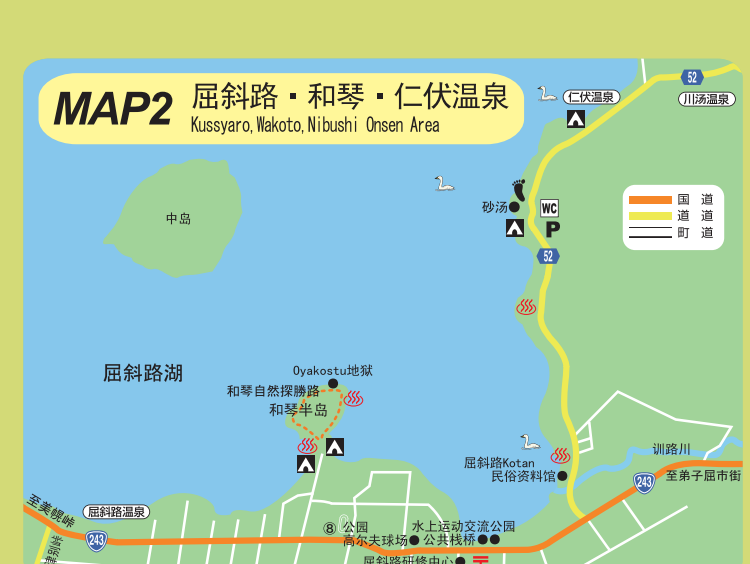 MAP2
屈斜路・和琴・仁伏温泉
Kussyaro,Wakoto,Nibushi Onsen Area
52
仁伏温泉
川汤温泉
中岛
砂汤
WC
P
国 道
道 道
町 道
52
屈斜路湖
Oyakostu地狱
和琴自然探勝路
和琴半岛
训路川
屈斜路Kotan
民俗资料馆
243
至弟子屈市街
至美幌峠
屈斜路温泉
243
⑧ 公园
高尔夫球场
水上运动交流公园
公共栈桥
屈斜路研修中心